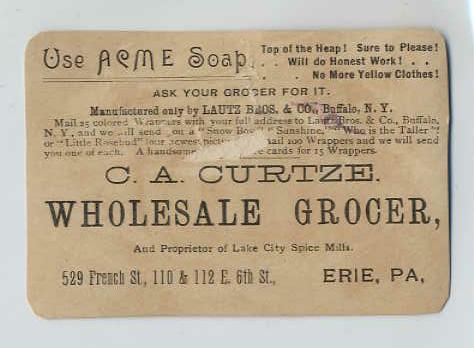 Use ACME Soap. Top of the Heap! Sure to Please!
. . Will do Honest Work! . .
. . No More Yellow Clothes!
ASK YOUR GROCER FOR IT.
Manufactured only by LAUTZ BROS. & CO., Buffalo, N. Y.
Mail 25 colored Wrappers with your full address to Lautz Bros. & Co., Buffalo,
N. Y., and we will send you a "Snow Boy" "Sunshine," "Who is the Taller"?
or "Little Rosebud" four newest mail 100 Wrappers and we will send
you one of each. A handsome cards for 15 Wrappers.
C. A. CURTZE.
WHOLESALE GROCER,
And Proprietor of Lake City Spice Mills.
529 French St., 110 & 112 E. 6th St., ERIE, PA,